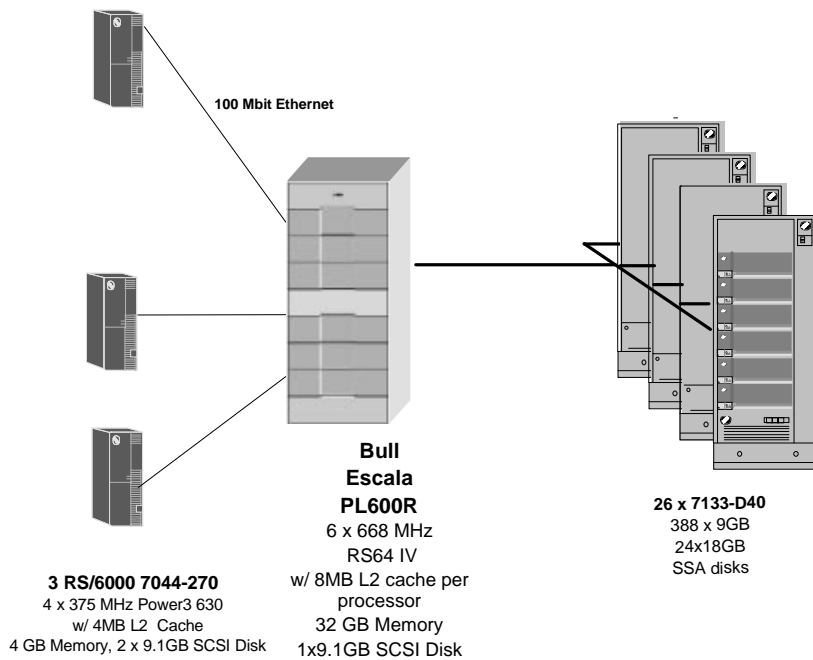 100 Mbit Ethernet
Bull
Escala
PL600R
6 x 668 MHz
RS64 IV
w/ 8MB L2 cache per
processor
32 GB Memory
1x9.1GB SCSI Disk
26 x 7133-D40
388 x 9GB
24x18GB
SSA disks
3 RS/6000 7044-270
4 x 375 MHz Power3 630
w/ 4MB L2 Cache
4 GB Memory, 2 x 9.1GB SCSI Disk